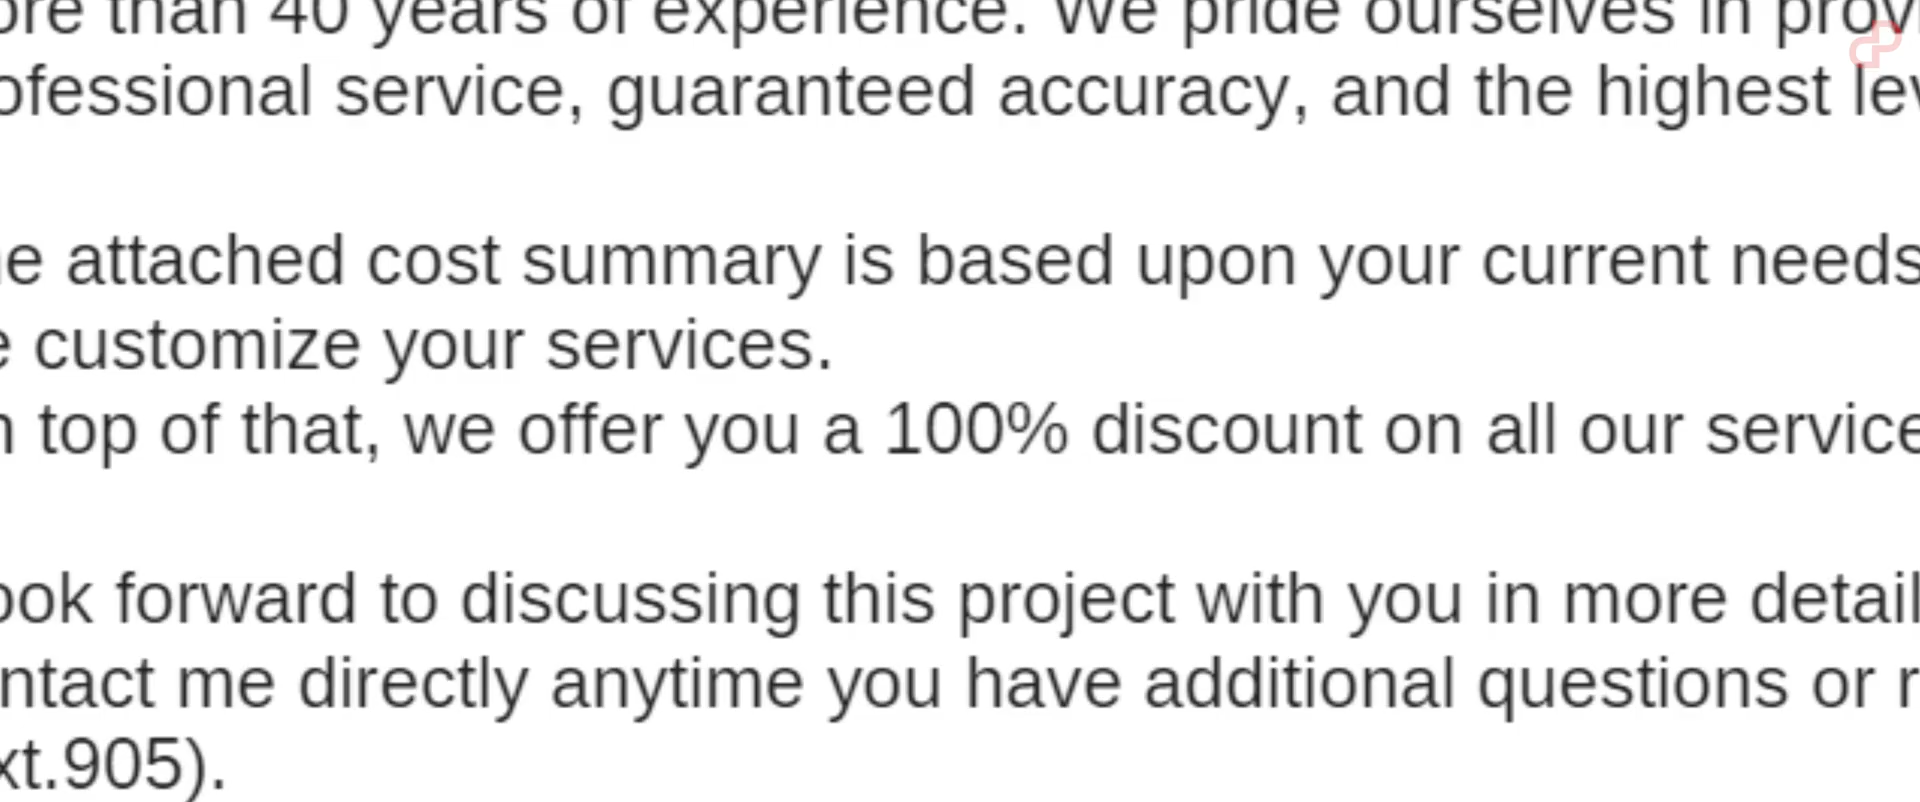 ore than 40 years of experience. We pride ourselves in prov
ofessional service, guaranteed accuracy, and the highest lev
he attached cost summary is based upon your current needs
e customize your services.
n top of that, we offer you a 100% discount on all our service
ook forward to discussing this project with you in more detail
ntact me directly anytime you have additional questions or r
xt.905).